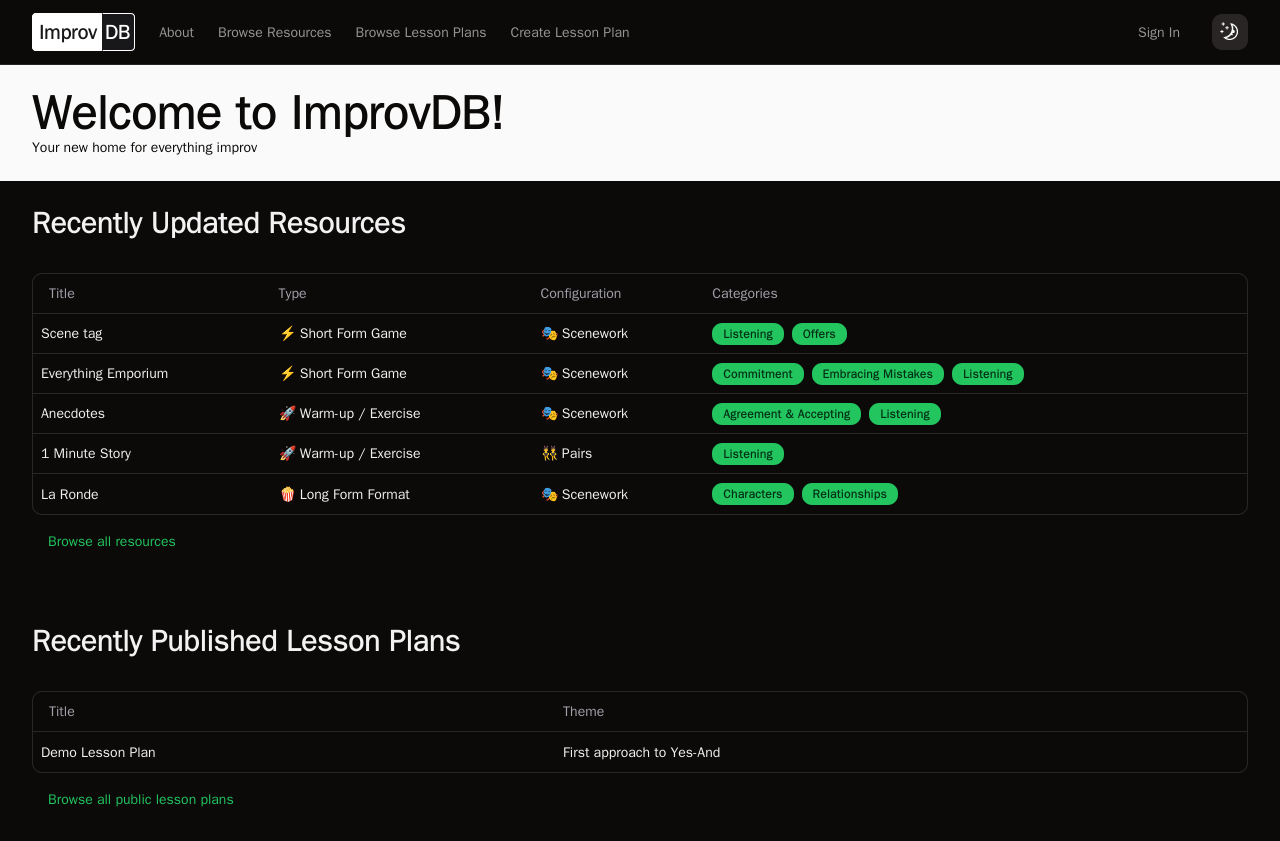 Improv DB About Browse Resources Browse Lesson Plans Create Lesson Plan Sign In
Welcome to ImprovDB!
Your new home for everything improv
Recently Updated Resources
Title Type Configuration Categories
Scene tag ⚡ Short Form Game 🎭 Scenework Listening Offers
Everything Emporium ⚡ Short Form Game 🎭 Scenework Commitment Embracing Mistakes Listening
Anecdotes 🚀 Warm-up / Exercise 🎭 Scenework Agreement & Accepting Listening
1 Minute Story 🚀 Warm-up / Exercise 👯 Pairs Listening
La Ronde 🍿 Long Form Format 🎭 Scenework Characters Relationships
Browse all resources
Recently Published Lesson Plans
Title Theme
Demo Lesson Plan First approach to Yes-And
Browse all public lesson plans